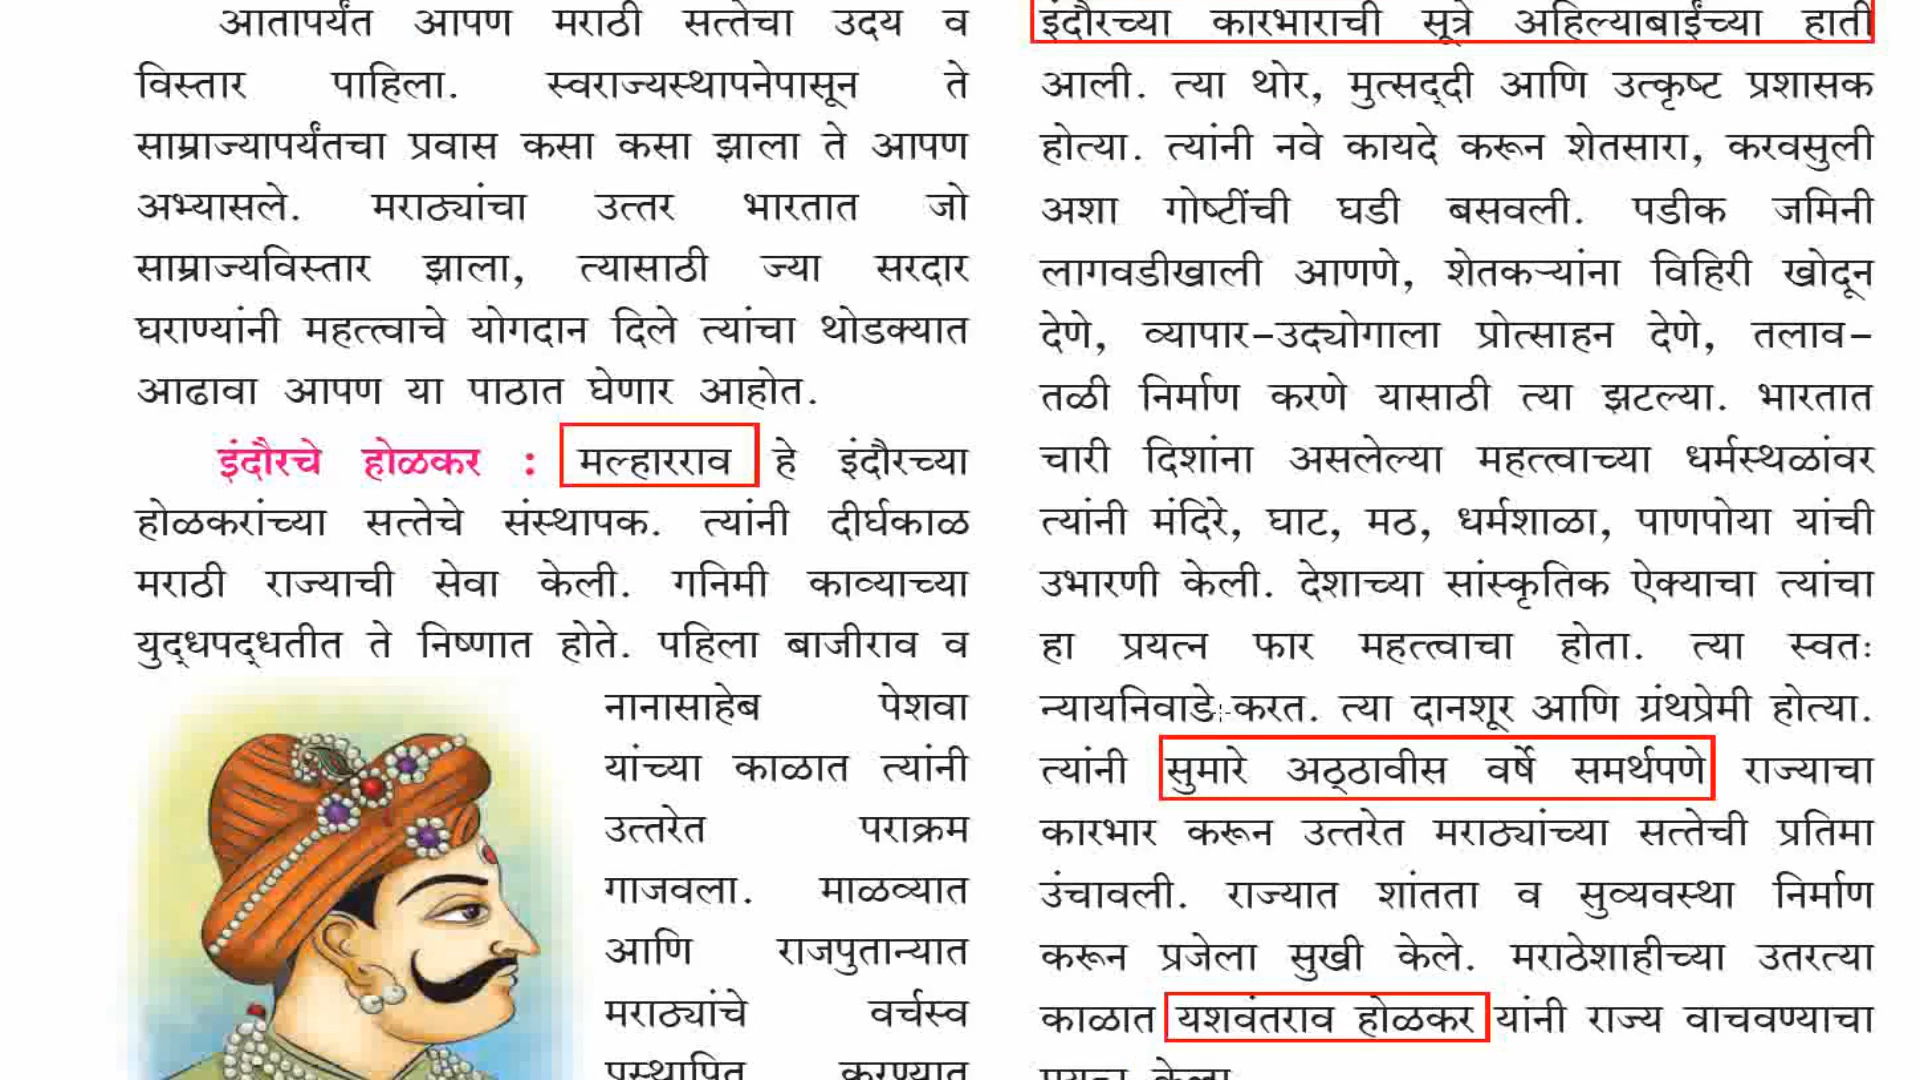 आतापर्यंत आपण मराठी सत्तेचा उदय व
विस्तार पाहिला. स्वराज्यस्थापनेपासून ते
साम्राज्यापर्यंतचा प्रवास कसा कसा झाला ते आपण
अभ्यासले. मराठ्यांचा उत्तर भारतात जो
साम्राज्यविस्तार झाला, त्यासाठी ज्या सरदार
घराण्यांनी महत्त्वाचे योगदान दिले त्यांचा थोडक्यात
आढावा आपण या पाठात घेणार आहोत.
इंदौरचे होळकर : मल्हारराव हे इंदौरच्या
होळकरांच्या सत्तेचे संस्थापक. त्यांनी दीर्घकाळ
मराठी राज्याची सेवा केली. गनिमी काव्याच्या
युद्धपद्धतीत ते निष्णात होते. पहिला बाजीराव व
नानासाहेब पेशवा
यांच्या काळात त्यांनी
उत्तरेत पराक्रम
गाजवला. माळव्यात
आणि राजपुतान्यात
मराठ्यांचे वर्चस्व
प्रस्थापित करण्यात
इंदौरच्या कारभाराची सूत्रे अहिल्याबाईंच्या हाती
आली. त्या थोर, मुत्सद्दी आणि उत्कृष्ट प्रशासक
होत्या. त्यांनी नवे कायदे करून शेतसारा, करवसुली
अशा गोष्टींची घडी बसवली. पडीक जमिनी
लागवडीखाली आणणे, शेतकऱ्यांना विहिरी खोदून
देणे, व्यापार-उद्योगाला प्रोत्साहन देणे, तलाव-
तळी निर्माण करणे यासाठी त्या झटल्या. भारतात
चारी दिशांना असलेल्या महत्त्वाच्या धर्मस्थळांवर
त्यांनी मंदिरे, घाट, मठ, धर्मशाळा, पाणपोया यांची
उभारणी केली. देशाच्या सांस्कृतिक ऐक्याचा त्यांचा
हा प्रयत्न फार महत्त्वाचा होता. त्या स्वतः
न्यायनिवाडे करत. त्या दानशूर आणि ग्रंथप्रेमी होत्या.
त्यांनी सुमारे अठ्ठावीस वर्षे समर्थपणे राज्याचा
कारभार करून उत्तरेत मराठ्यांच्या सत्तेची प्रतिमा
उंचावली. राज्यात शांतता व सुव्यवस्था निर्माण
करून प्रजेला सुखी केले. मराठेशाहीच्या उतरत्या
काळात यशवंतराव होळकर यांनी राज्य वाचवण्याचा
प्रयत्न केला.